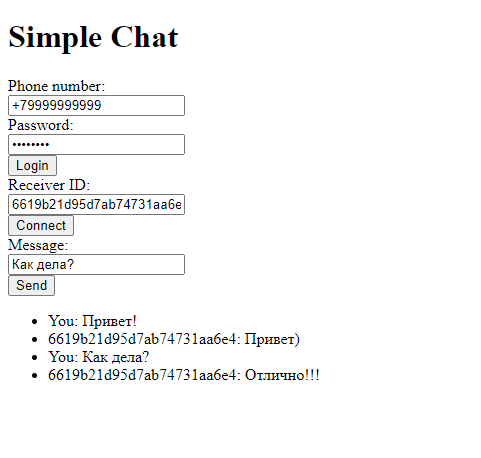 Simple Chat
Phone number:
+79999999999
Password:
••••••••
Login
Receiver ID:
6619b21d95d7ab74731aa6e
Connect
Message:
Как дела?
Send
You: Привет!
6619b21d95d7ab74731aa6e4: Привет)
You: Как дела?
6619b21d95d7ab74731aa6e4: Отлично!!!